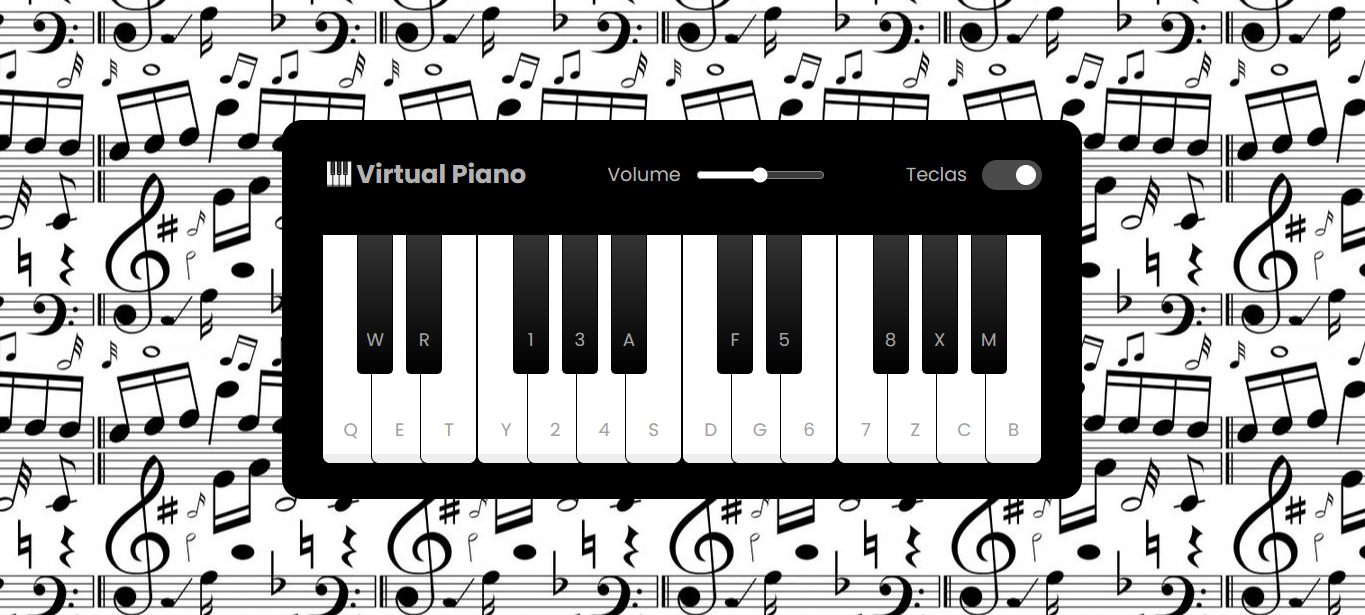 Virtual Piano Volume Teclas
W R 1 3 A F 5 8 X M
Q E T Y 2 4 S D G 6 7 Z C B